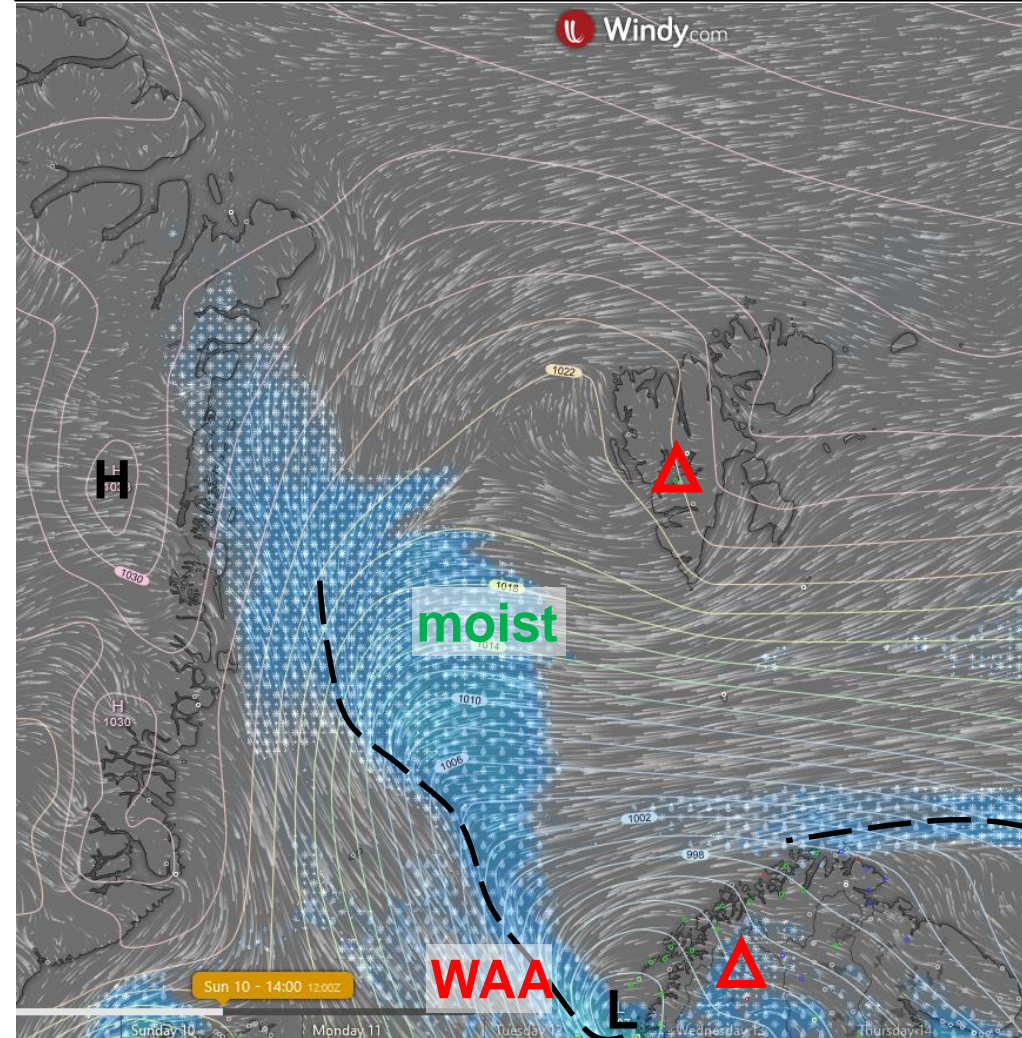 Windy.com
1022
H
H
1030
1018
moist
1014
1010
H
1030
1006
1002
998
WAA
L
Sun 10 - 14:00 12:00Z
Sunday 10
Monday 11
Tuesday 12
Wednesday 13
Thursday 14